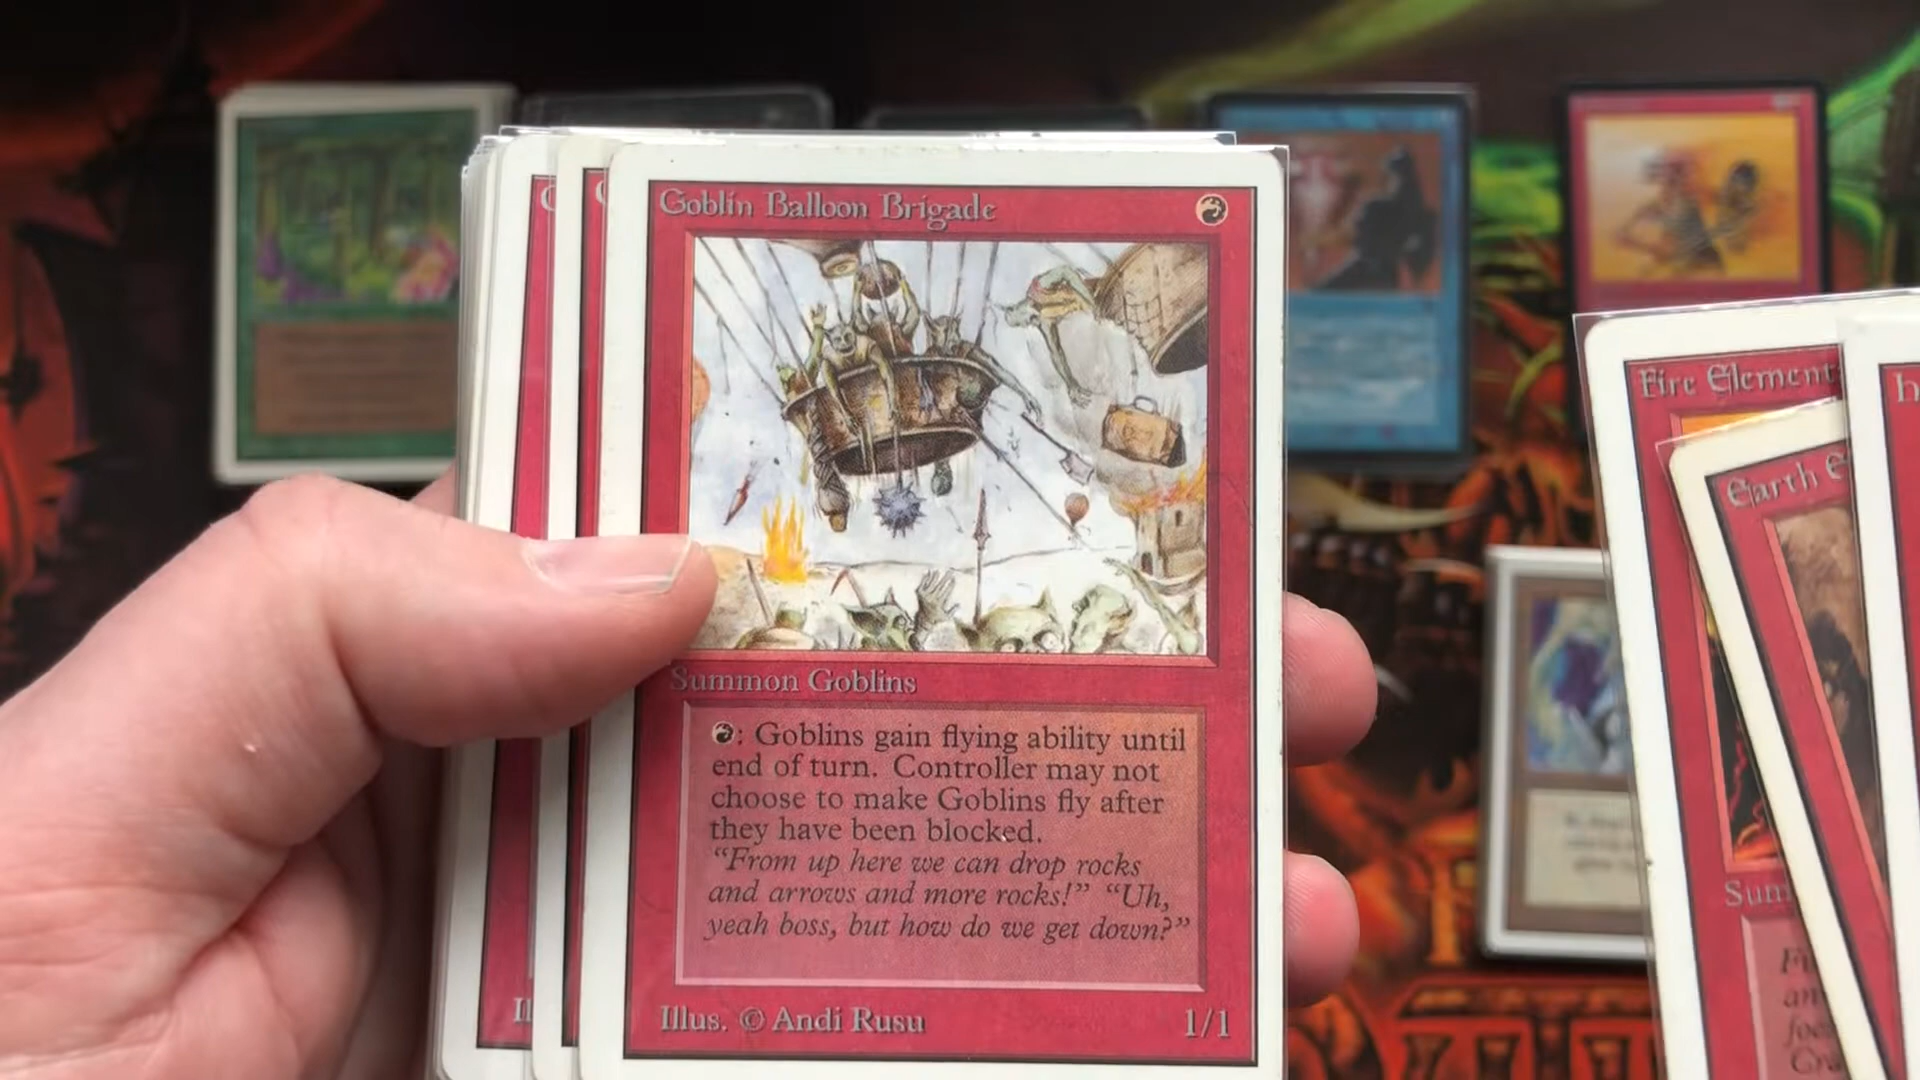 Goblin Balloon Brigade
Summon Goblins
: Goblins gain flying ability until
end of turn. Controller may not
choose to make Goblins fly after
they have been blocked.
“From up here we can drop rocks
and arrows and more rocks!” “Uh,
yeah boss, but how do we get down?”
Illus. © Andi Rusu
1/1
Fire Element
Earth E
Sum